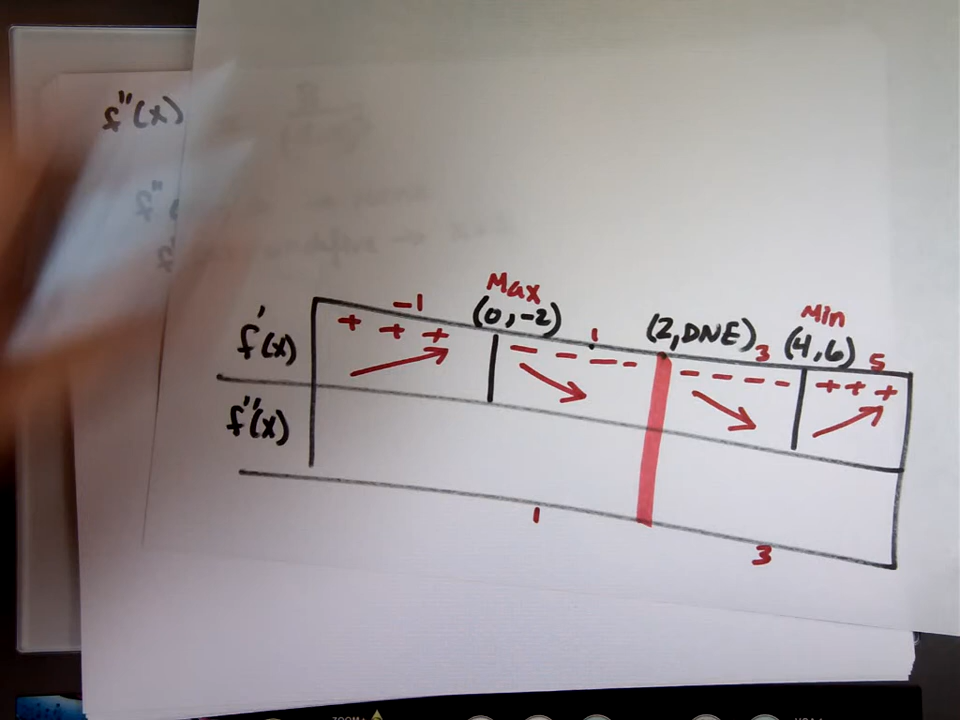 f''(x)
Max
Min
-1
(0,-2)
1
(2,DNE)
3
(4,6)
5
f'(x)
+ + +
- - - - -
- - - - -
+ + +
f''(x)
1
3